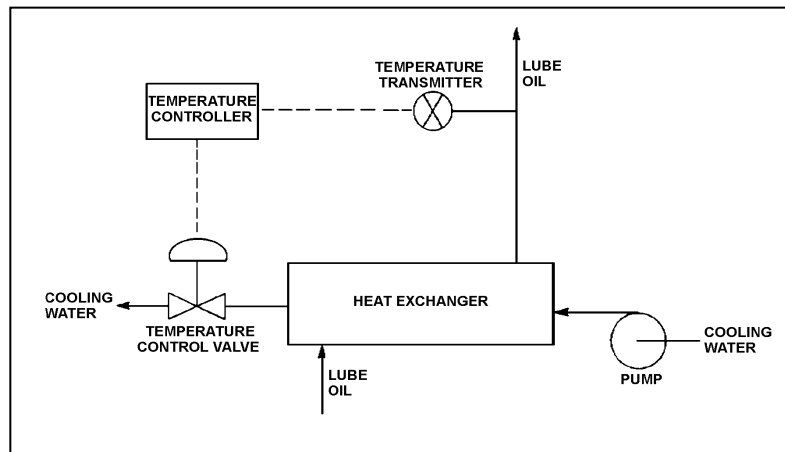 LUBE
OIL
TEMPERATURE
TRANSMITTER
TEMPERATURE
CONTROLLER
HEAT EXCHANGER
COOLING
WATER
TEMPERATURE
CONTROL VALVE
COOLING
WATER
PUMP
LUBE
OIL